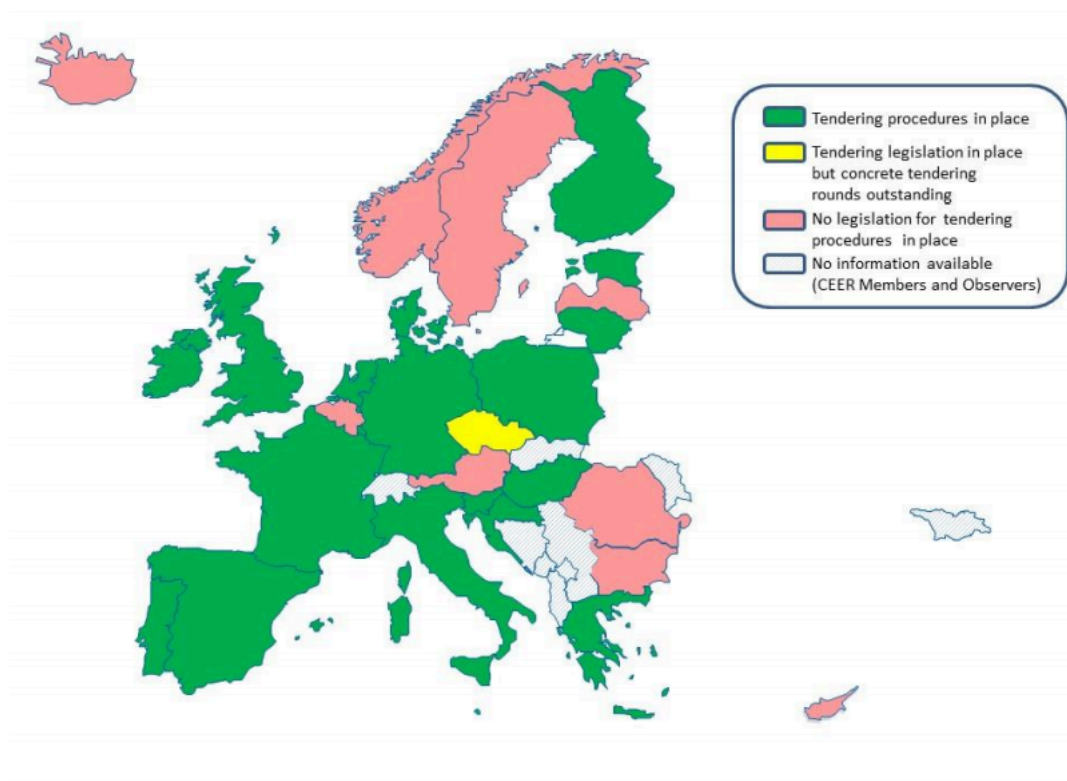 Tendering procedures in place
Tendering legislation in place
but concrete tendering
rounds outstanding
No legislation for tendering
procedures in place
No information available
(CEER Members and Observers)